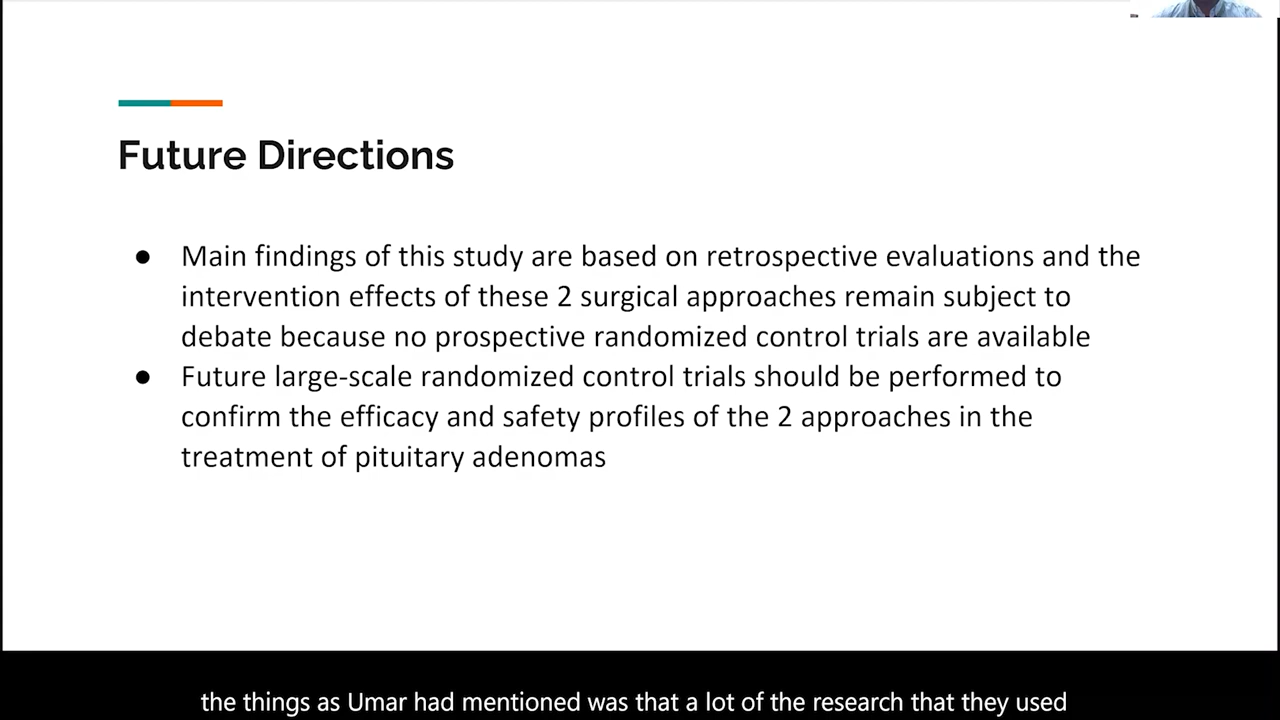 Future Directions
● Main findings of this study are based on retrospective evaluations and the
intervention effects of these 2 surgical approaches remain subject to
debate because no prospective randomized control trials are available
● Future large-scale randomized control trials should be performed to
confirm the efficacy and safety profiles of the 2 approaches in the
treatment of pituitary adenomas
the things as Umar had mentioned was that a lot of the research that they used